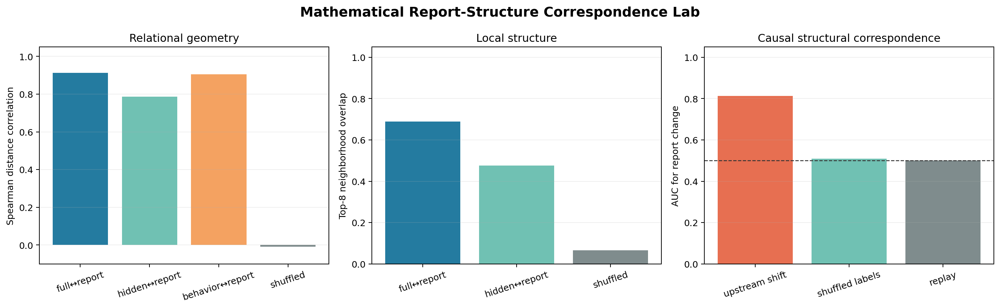 Mathematical Report-Structure Correspondence Lab
Relational geometry
Spearman distance correlation
1.0
0.8
0.6
0.4
0.2
0.0
full↔report
hidden↔report
behavior↔report
shuffled
Local structure
Top-8 neighborhood overlap
1.0
0.8
0.6
0.4
0.2
0.0
full↔report
hidden↔report
shuffled
Causal structural correspondence
AUC for report change
1.0
0.8
0.6
0.4
0.2
0.0
upstream shift
shuffled labels
replay